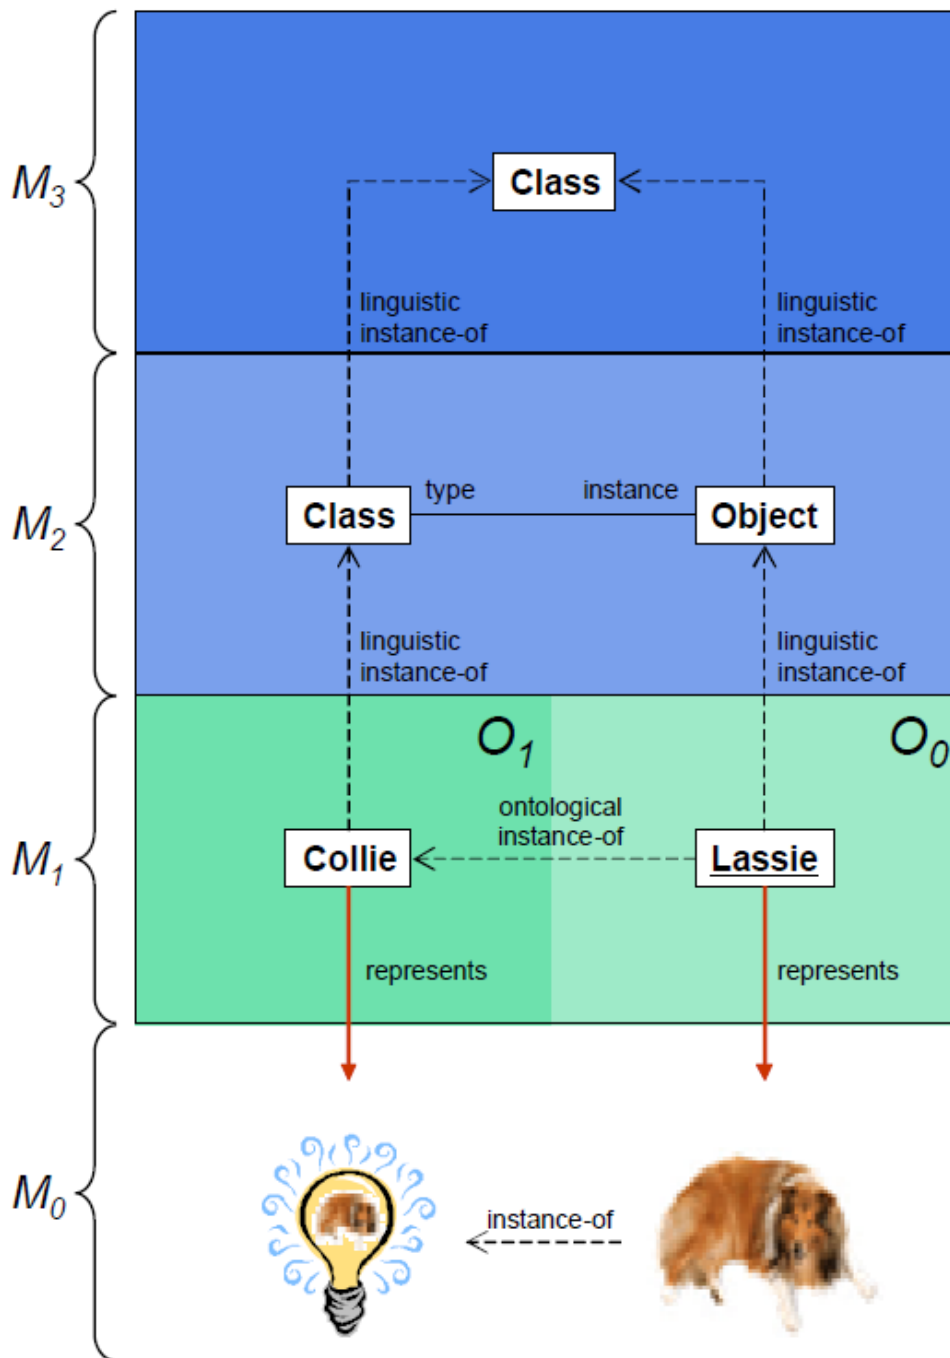 M3
Class
linguistic
instance-of
linguistic
instance-of
M2
Class
type
instance
Object
linguistic
instance-of
linguistic
instance-of
O1
O0
M1
Collie
ontological
instance-of
Lassie
represents
represents
M0
instance-of